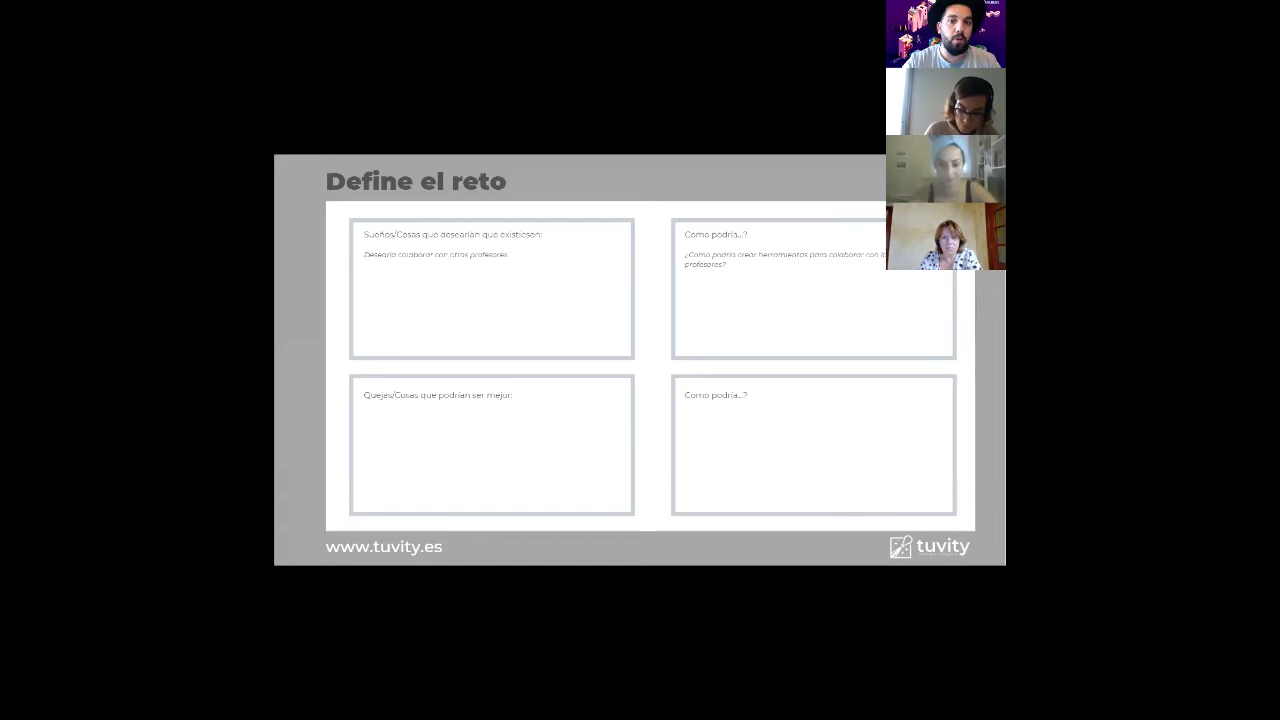 Define el reto
Sueños/Cosas que desearían que existiesen:
Desearía colaborar con otros profesores
Como podría...?
¿Como podría crear herramientas para colaborar con
profesores?
Quejas/Cosas que podrían ser mejor:
Como podría...?
www.tuvity.es
tuvity